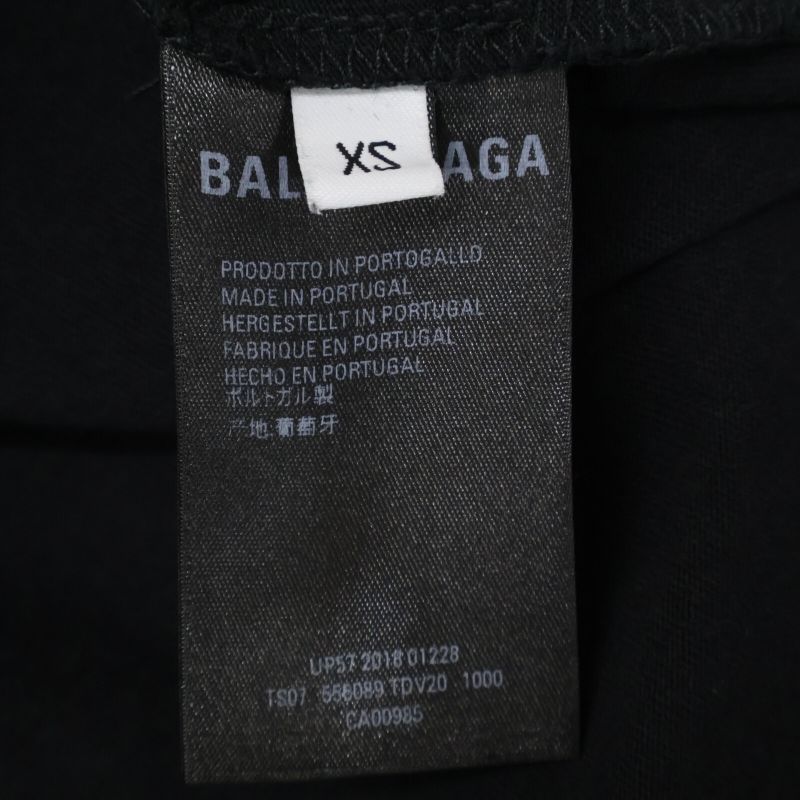 XS
BAL AGA
PRODOTTO IN PORTOGALLO
MADE IN PORTUGAL
HERGESTELLT IN PORTUGAL
FABRIQUE EN PORTUGAL
HECHO EN PORTUGAL
ポルトガル製
产地:葡萄牙
UP57 2018 01228
TS07 556089 TDV20 1000
CA00985